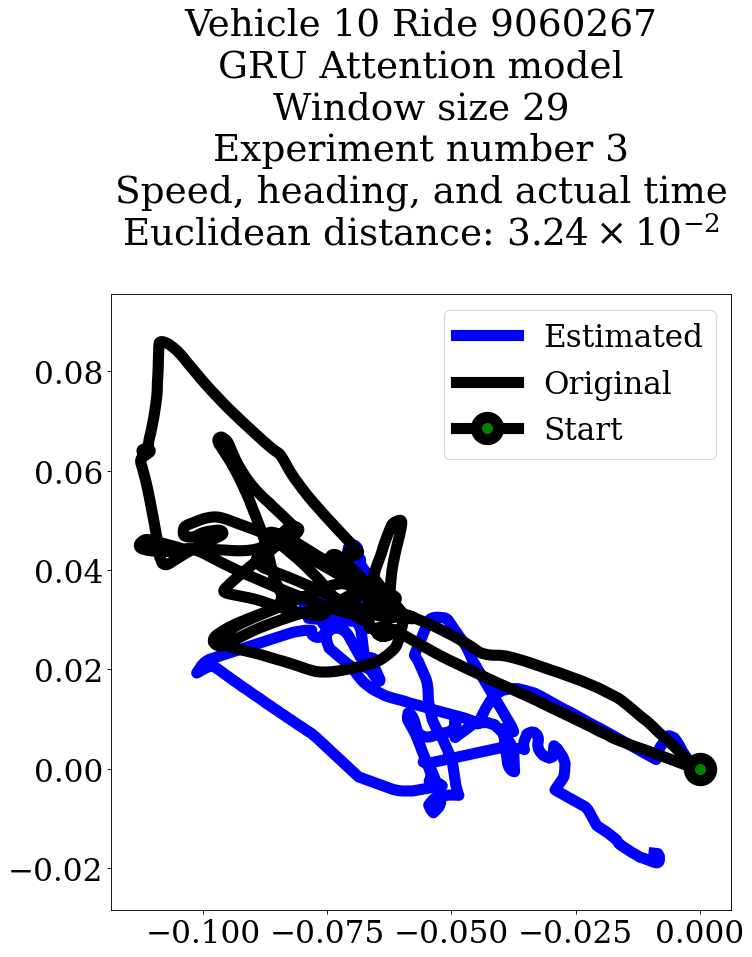 Vehicle 10 Ride 9060267
GRU Attention model
Window size 29
Experiment number 3
Speed, heading, and actual time
Euclidean distance: 3.24 × 10⁻²
Estimated
Original
Start
0.08
0.06
0.04
0.02
0.00
−0.02
−0.100 −0.075 −0.050 −0.025 0.000